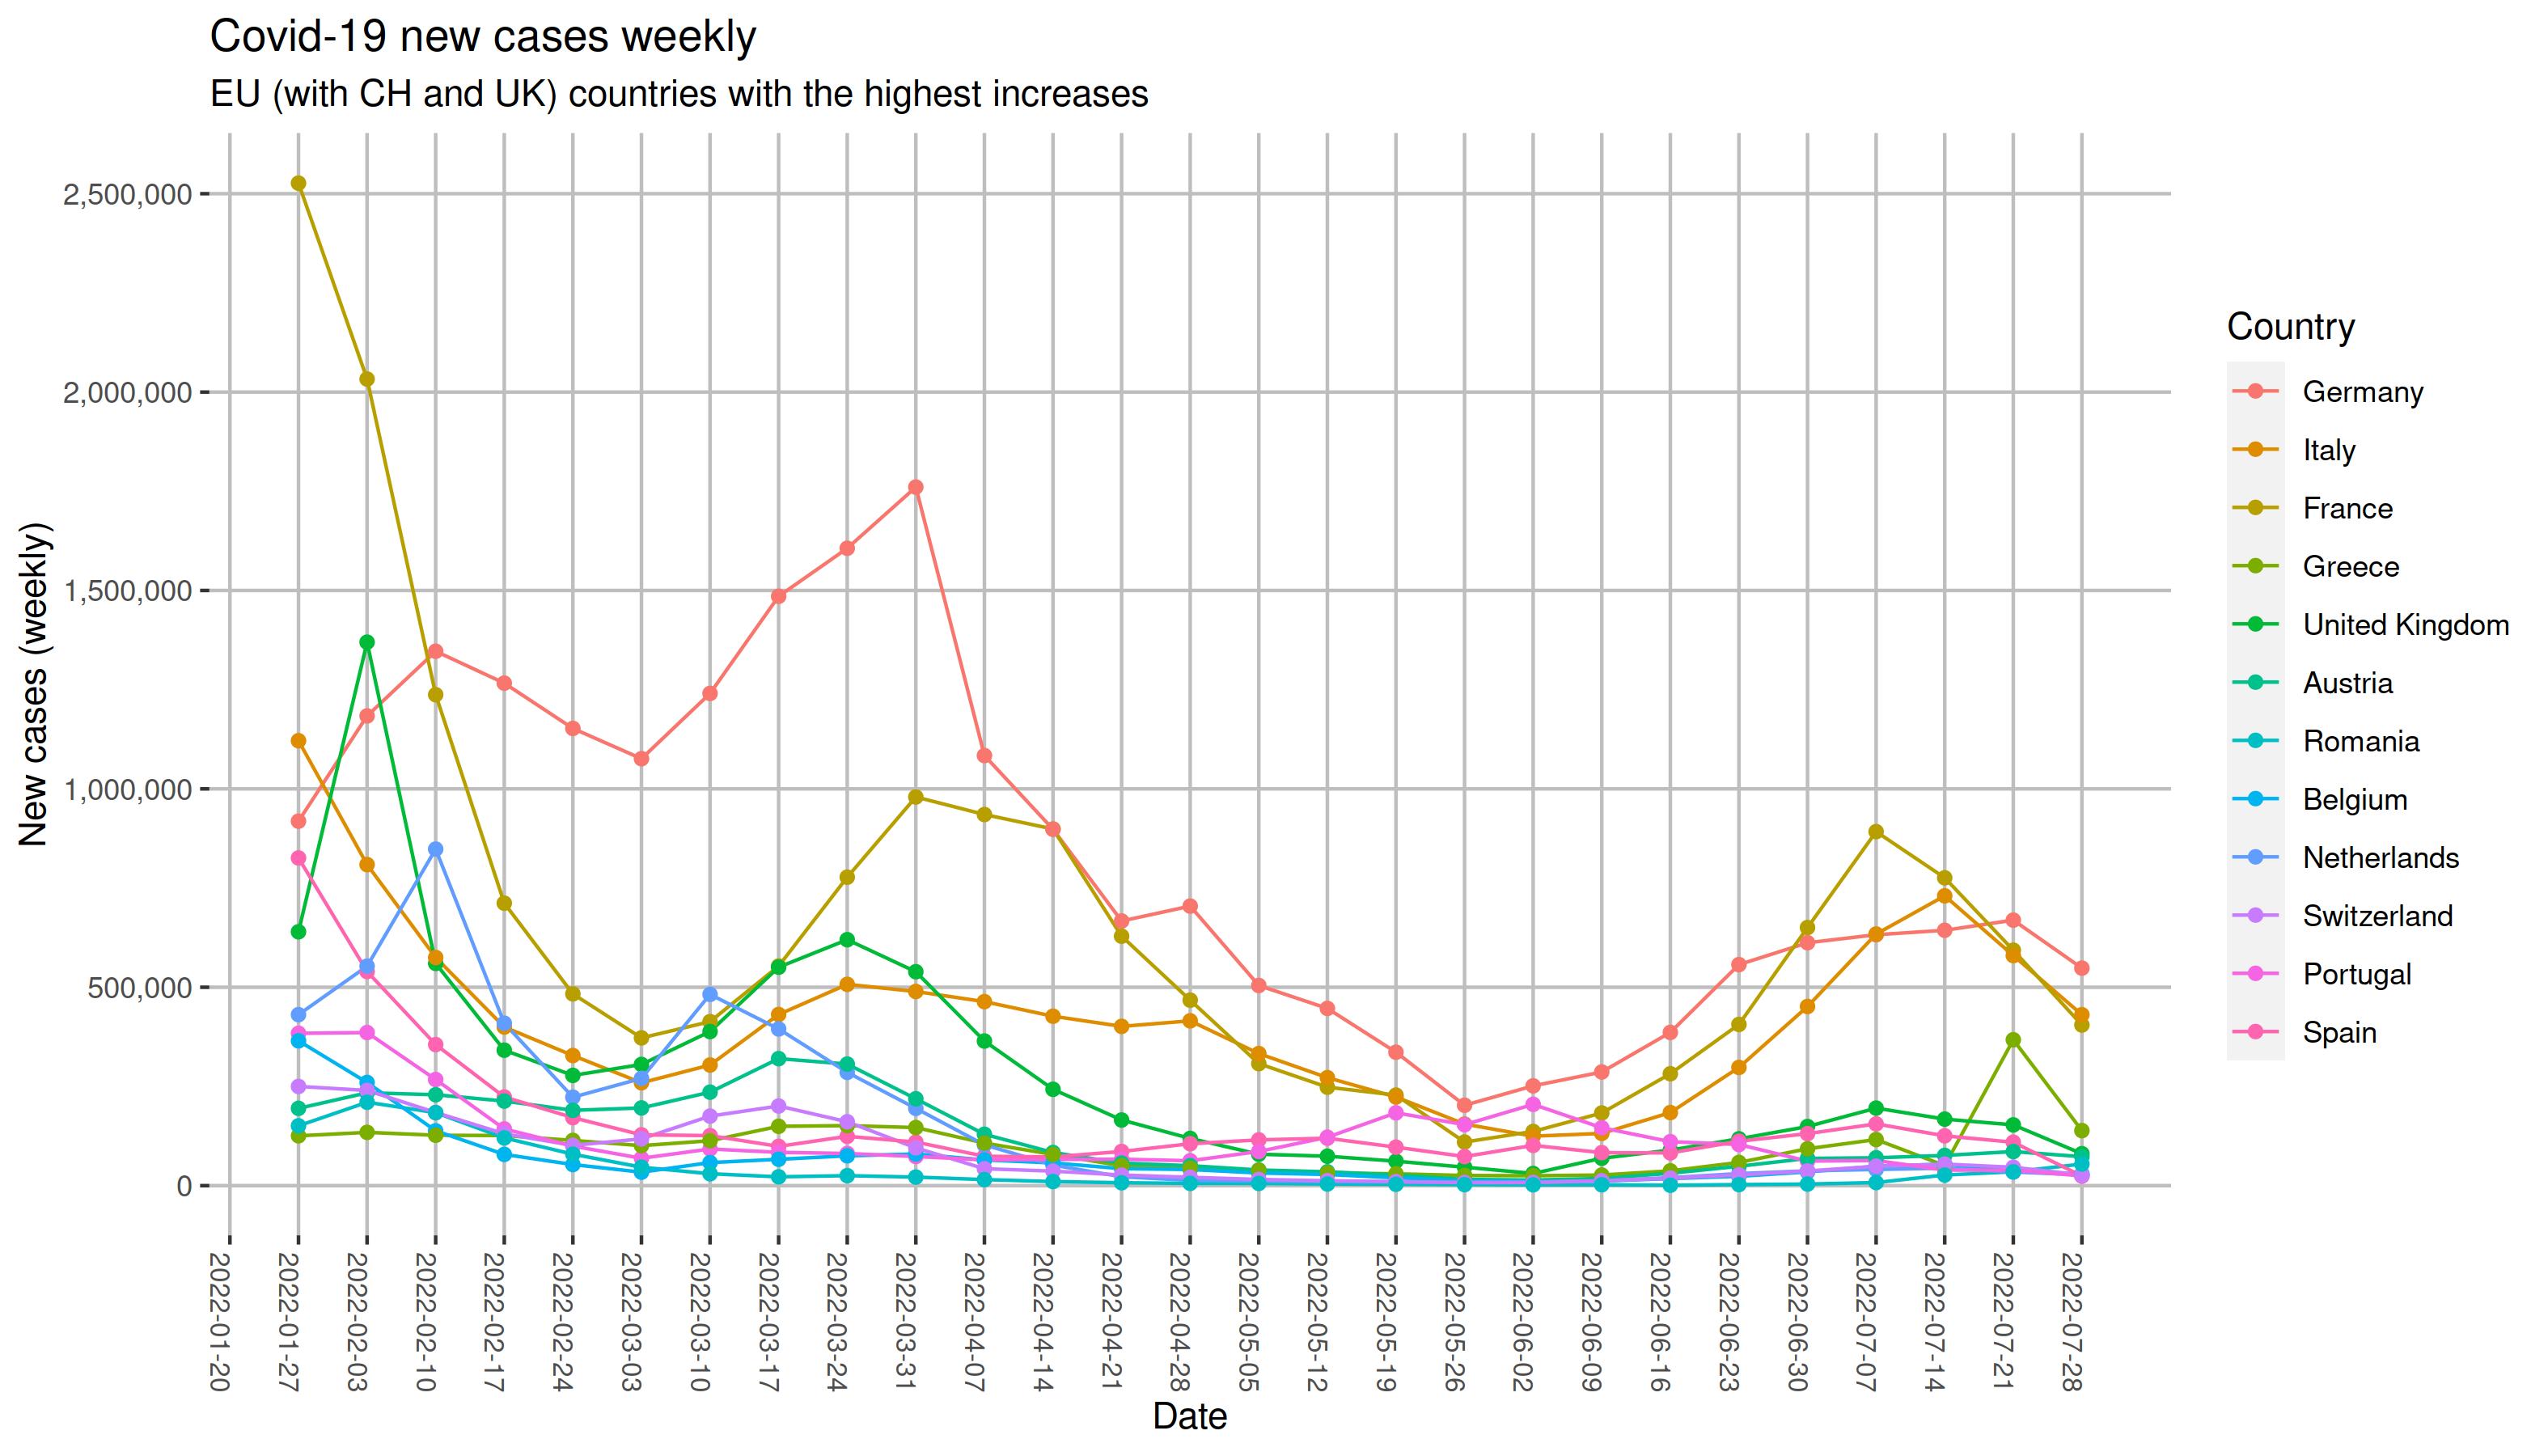 Covid-19 new cases weekly
EU (with CH and UK) countries with the highest increases
New cases (weekly)
2,500,000
2,000,000
1,500,000
1,000,000
500,000
0
2022-01-20
2022-01-27
2022-02-03
2022-02-10
2022-02-17
2022-02-24
2022-03-03
2022-03-10
2022-03-17
2022-03-24
2022-03-31
2022-04-07
2022-04-14
2022-04-21
2022-04-28
2022-05-05
2022-05-12
2022-05-19
2022-05-26
2022-06-02
2022-06-09
2022-06-16
2022-06-23
2022-06-30
2022-07-07
2022-07-14
2022-07-21
2022-07-28
Date
Country
Germany
Italy
France
Greece
United Kingdom
Austria
Romania
Belgium
Netherlands
Switzerland
Portugal
Spain